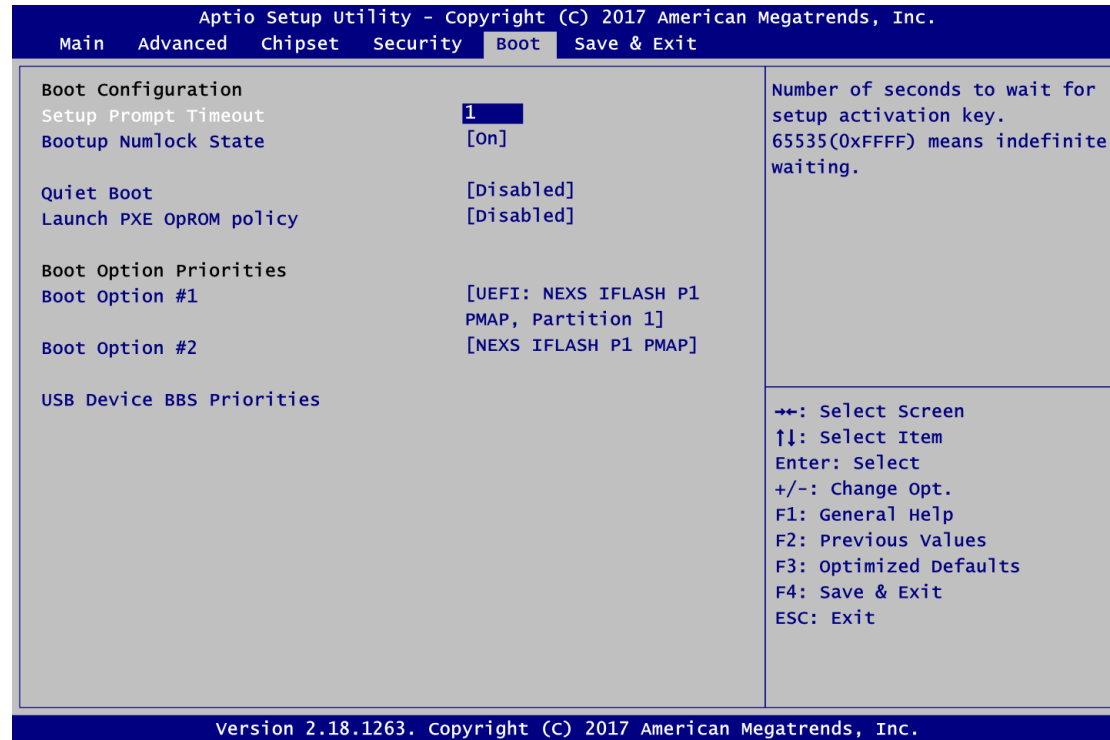 Aptio Setup Utility - Copyright (C) 2017 American Megatrends, Inc.
Main Advanced Chipset Security Boot Save & Exit
Boot Configuration
Setup Prompt Timeout 1
Bootup Numlock State [On]
Quiet Boot [Disabled]
Launch PXE OpROM policy [Disabled]
Boot Option Priorities
Boot Option #1 [UEFI: NEXS IFLASH P1
PMAP, Partition 1]
Boot Option #2 [NEXS IFLASH P1 PMAP]
USB Device BBS Priorities
Number of seconds to wait for
setup activation key.
65535(0xFFFF) means indefinite
waiting.
→←: Select Screen
↑↓: Select Item
Enter: Select
+/-: Change Opt.
F1: General Help
F2: Previous Values
F3: Optimized Defaults
F4: Save & Exit
ESC: Exit
Version 2.18.1263. Copyright (C) 2017 American Megatrends, Inc.